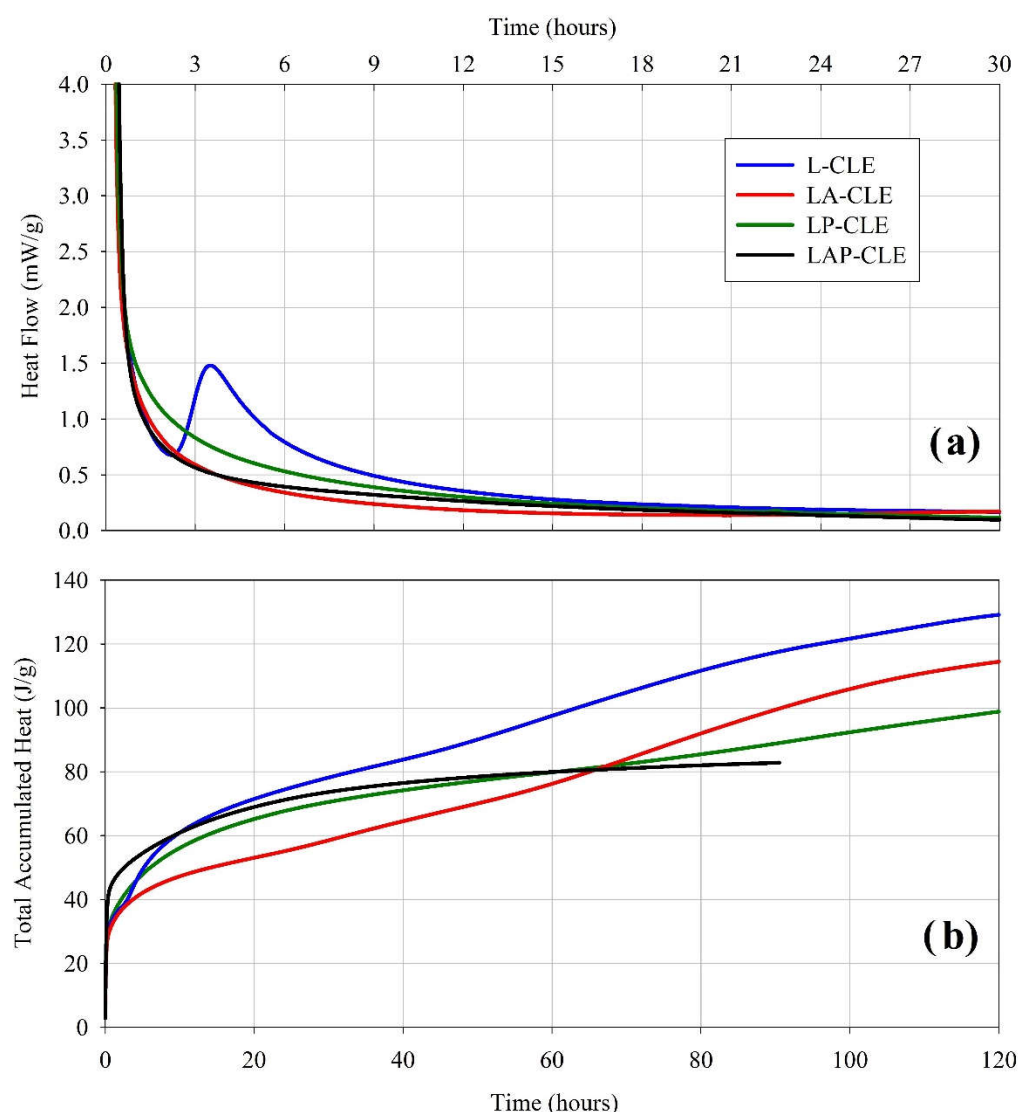 Time (hours)
0 3 6 9 12 15 18 21 24 27 30
4.0
3.5
3.0
2.5
2.0
1.5
1.0
0.5
0.0
Heat Flow (mW/g)
L-CLE
LA-CLE
LP-CLE
LAP-CLE
(a)
140
120
100
80
60
40
20
0
Total Accumulated Heat (J/g)
(b)
0 20 40 60 80 100 120
Time (hours)